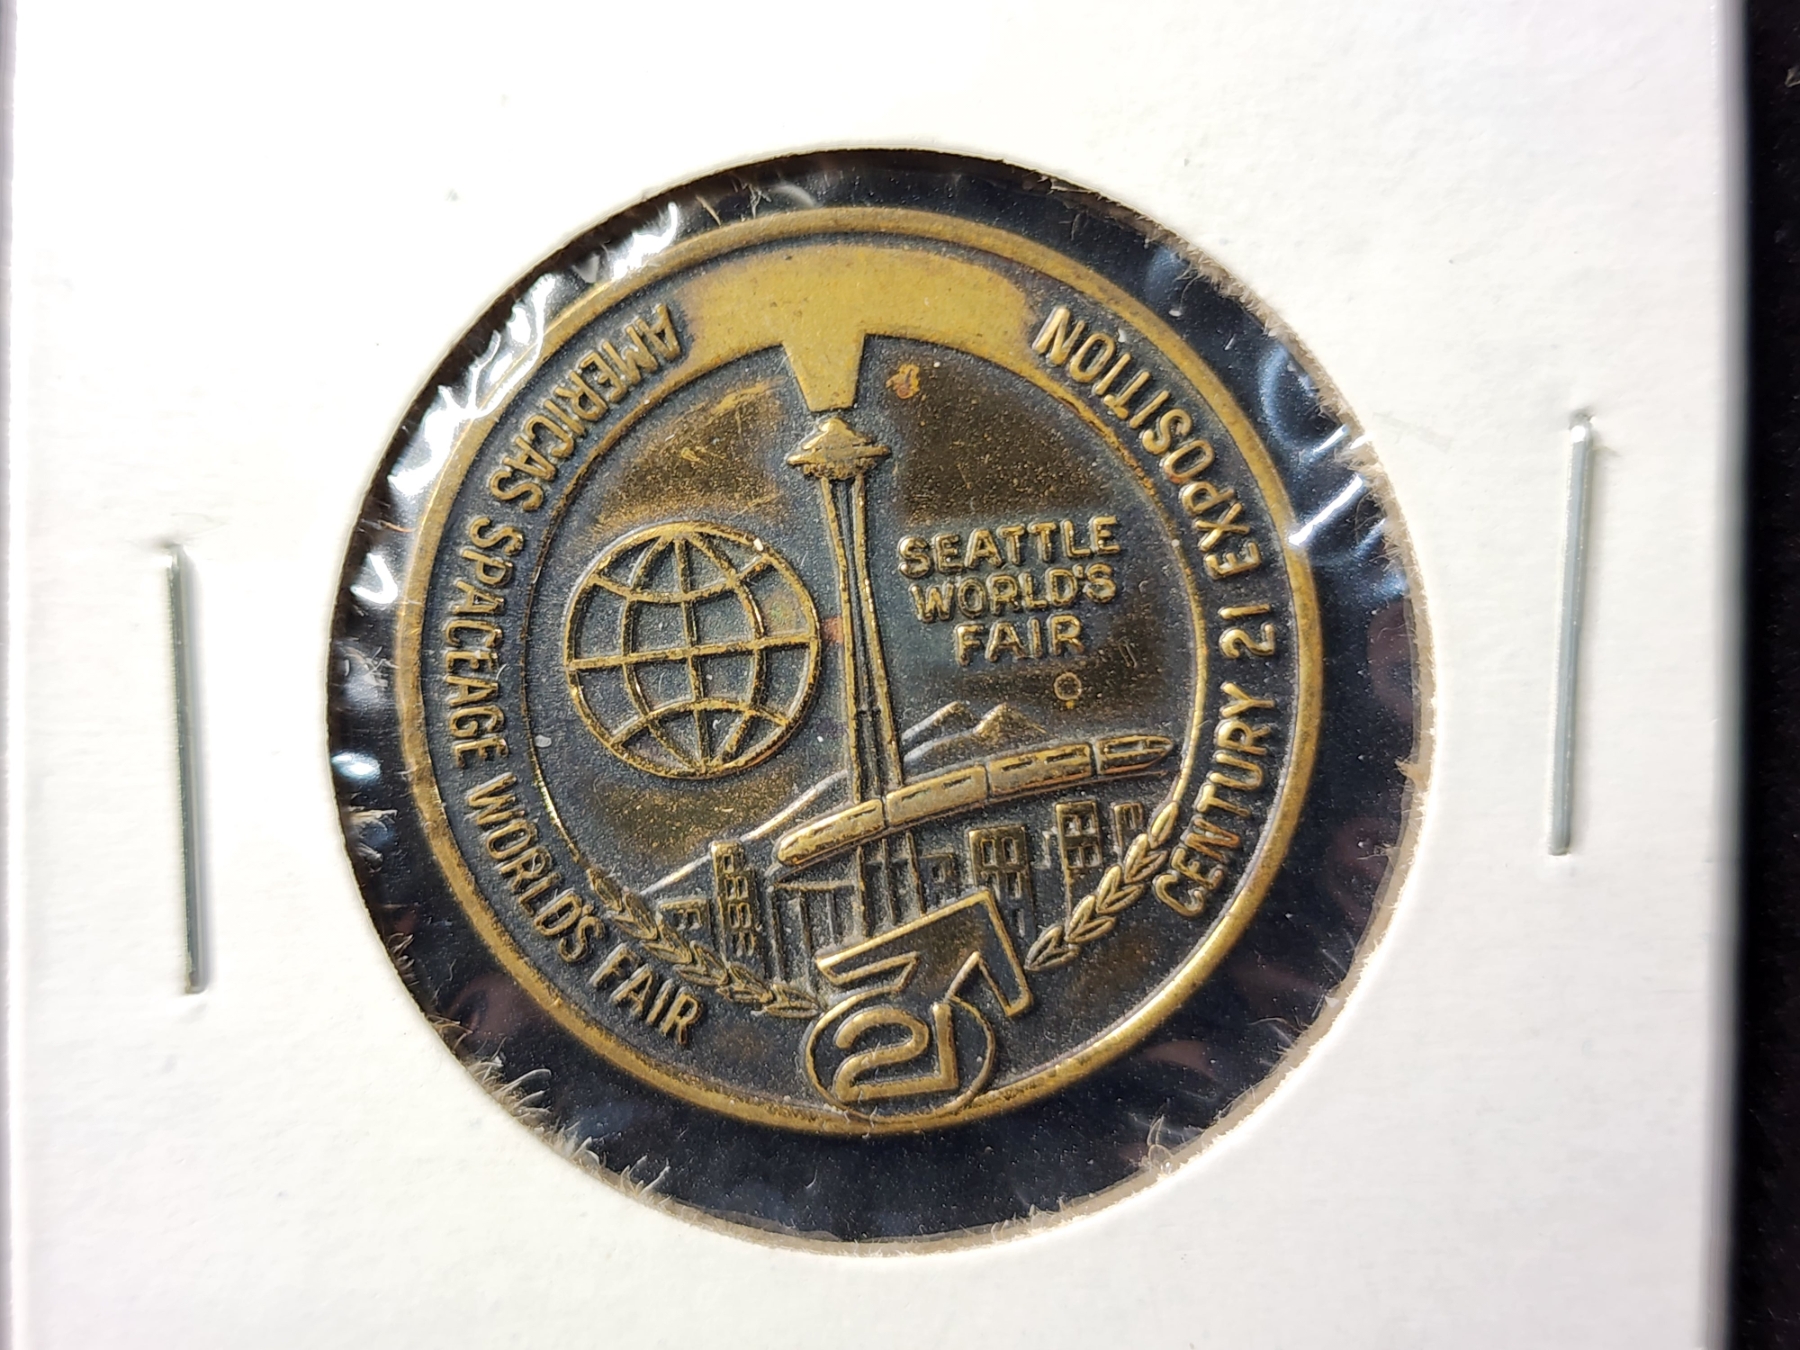 AMERICAS SPACEAGE WORLD'S FAIR
CENTURY 21 EXPOSITION
SEATTLE
WORLD'S
FAIR
21